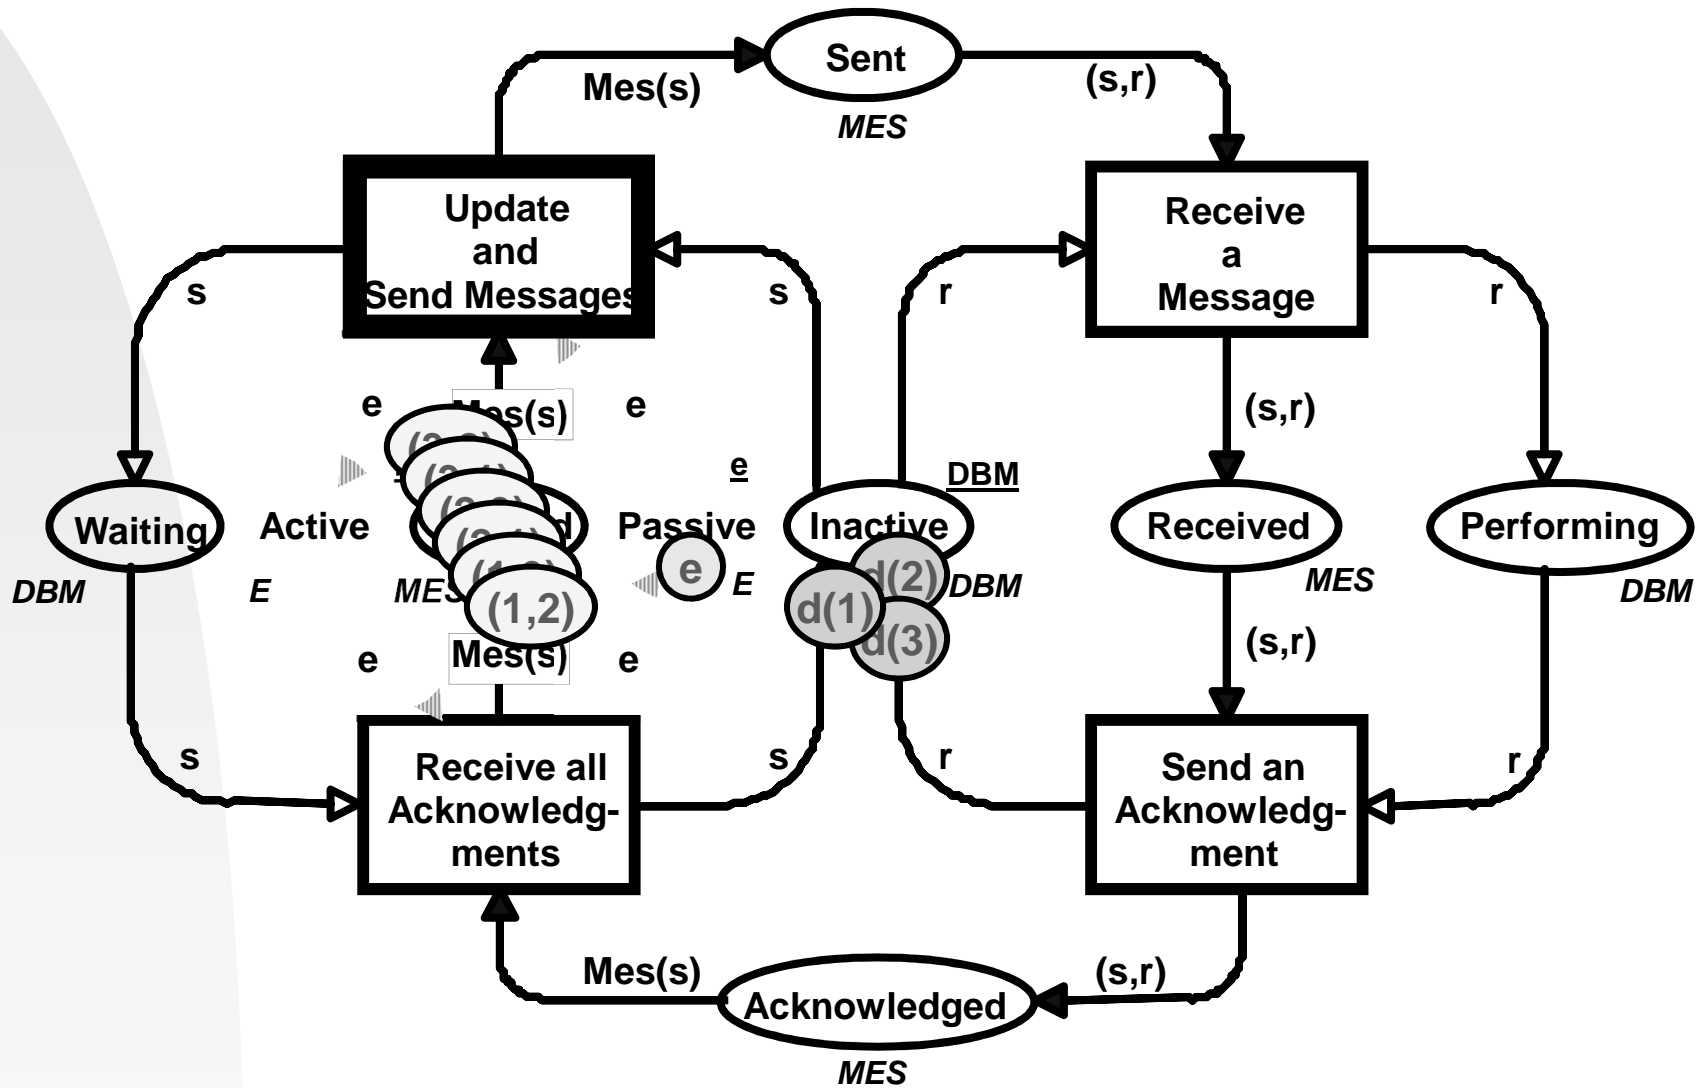 Sent
Mes(s)
(s,r)
MES
Update
and
Send Messages
Receive
a
Message
s
s
r
r
e
Mes(s)
e
(s,r)
e
DBM
Waiting
Active
Passive
Inactive
Received
Performing
DBM
E
MES
(1,2)
e
E
d(1)
d(2)
d(3)
DBM
MES
DBM
e
Mes(s)
e
(s,r)
s
s
r
r
Receive all
Acknowledg-
ments
Send an
Acknowledg-
ment
Mes(s)
Acknowledged
(s,r)
MES